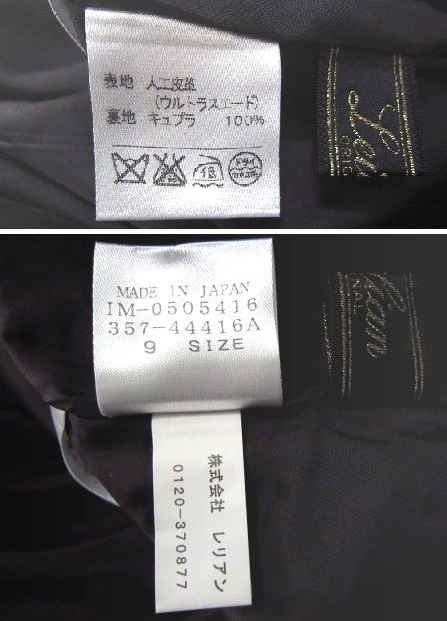 表地 人工皮革
(ウルトラスエード)
裏地 キュプラ 100%
MADE IN JAPAN
IM-0505416
357-44416A
9 SIZE
株式会社 レリアン
0120-370877